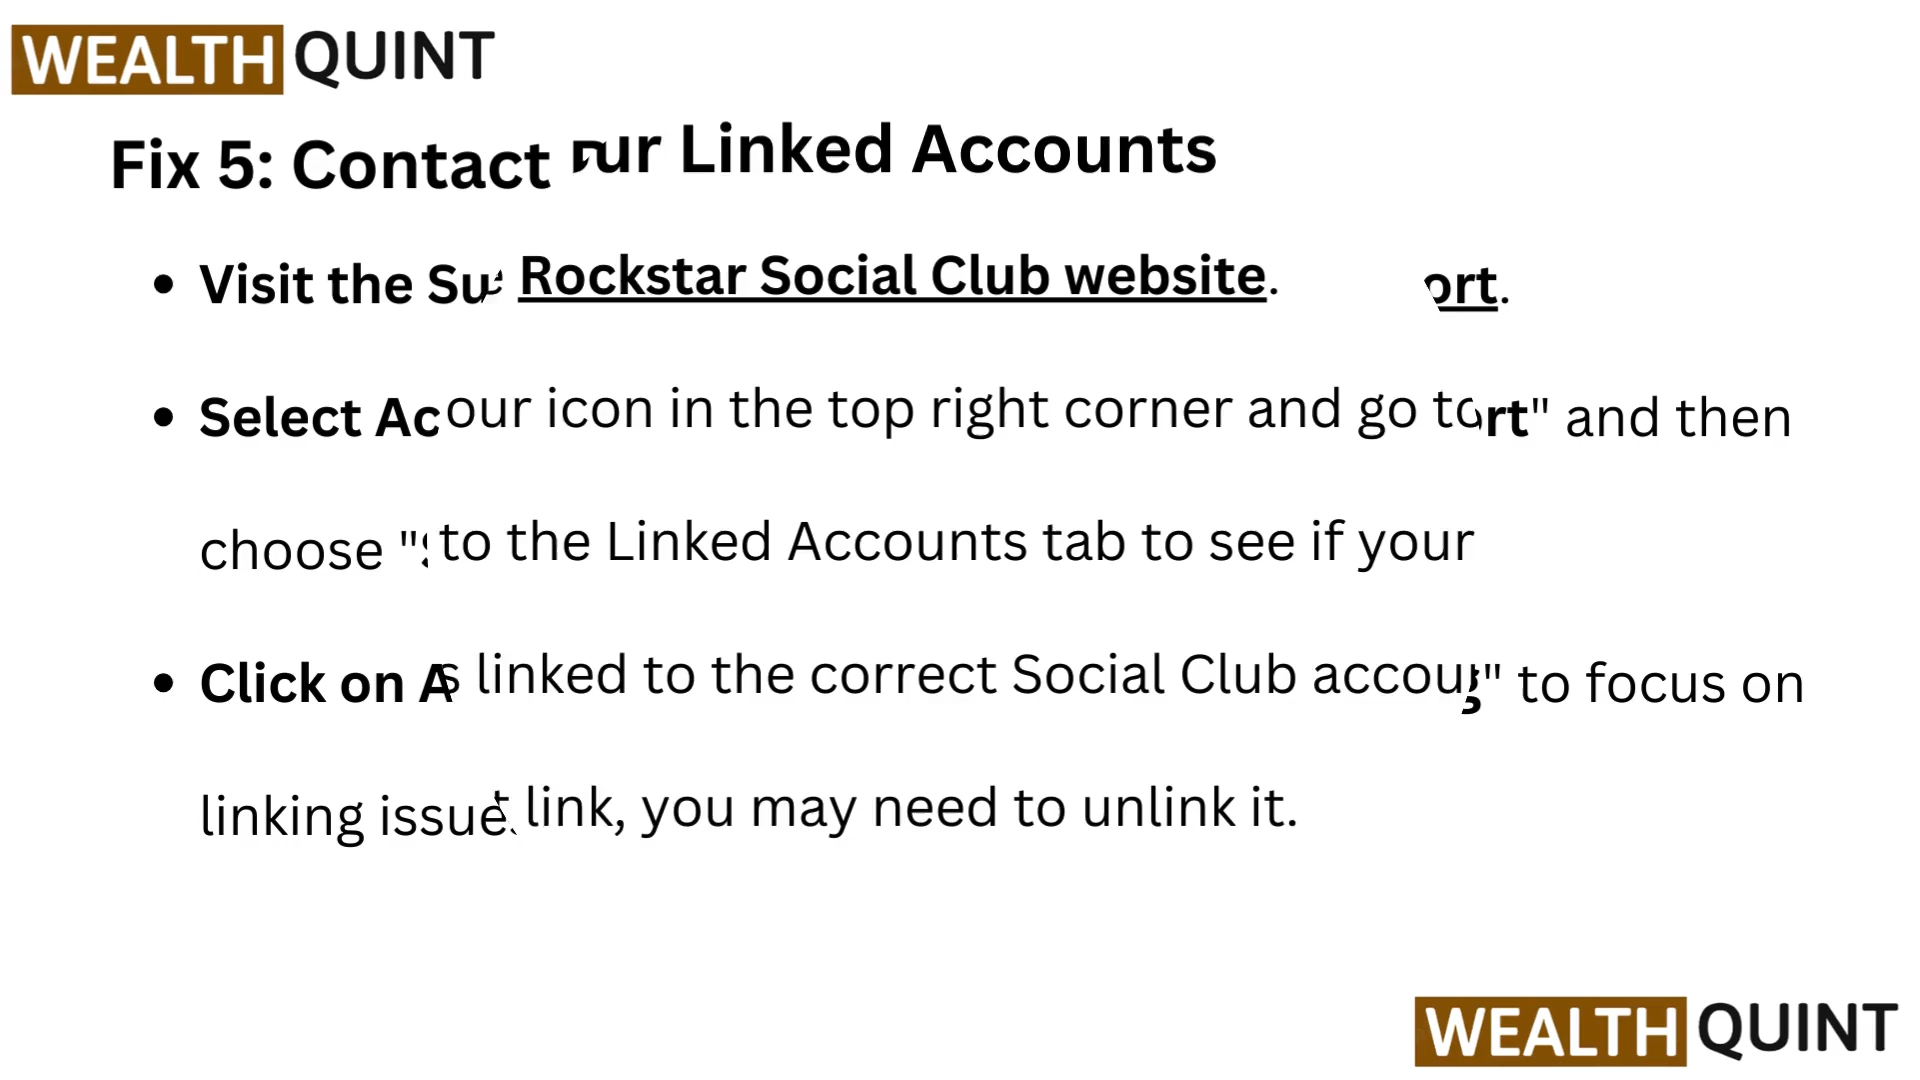 WEALTH QUINT
Fix 5: Contact ur Linked Accounts
• Visit the Rockstar Social Club website. ort.
• Select Ac our icon in the top right corner and go to rt" and then
choose " to the Linked Accounts tab to see if your
• Click on A s linked to the correct Social Club accou " to focus on
linking issue link, you may need to unlink it.
WEALTH QUINT